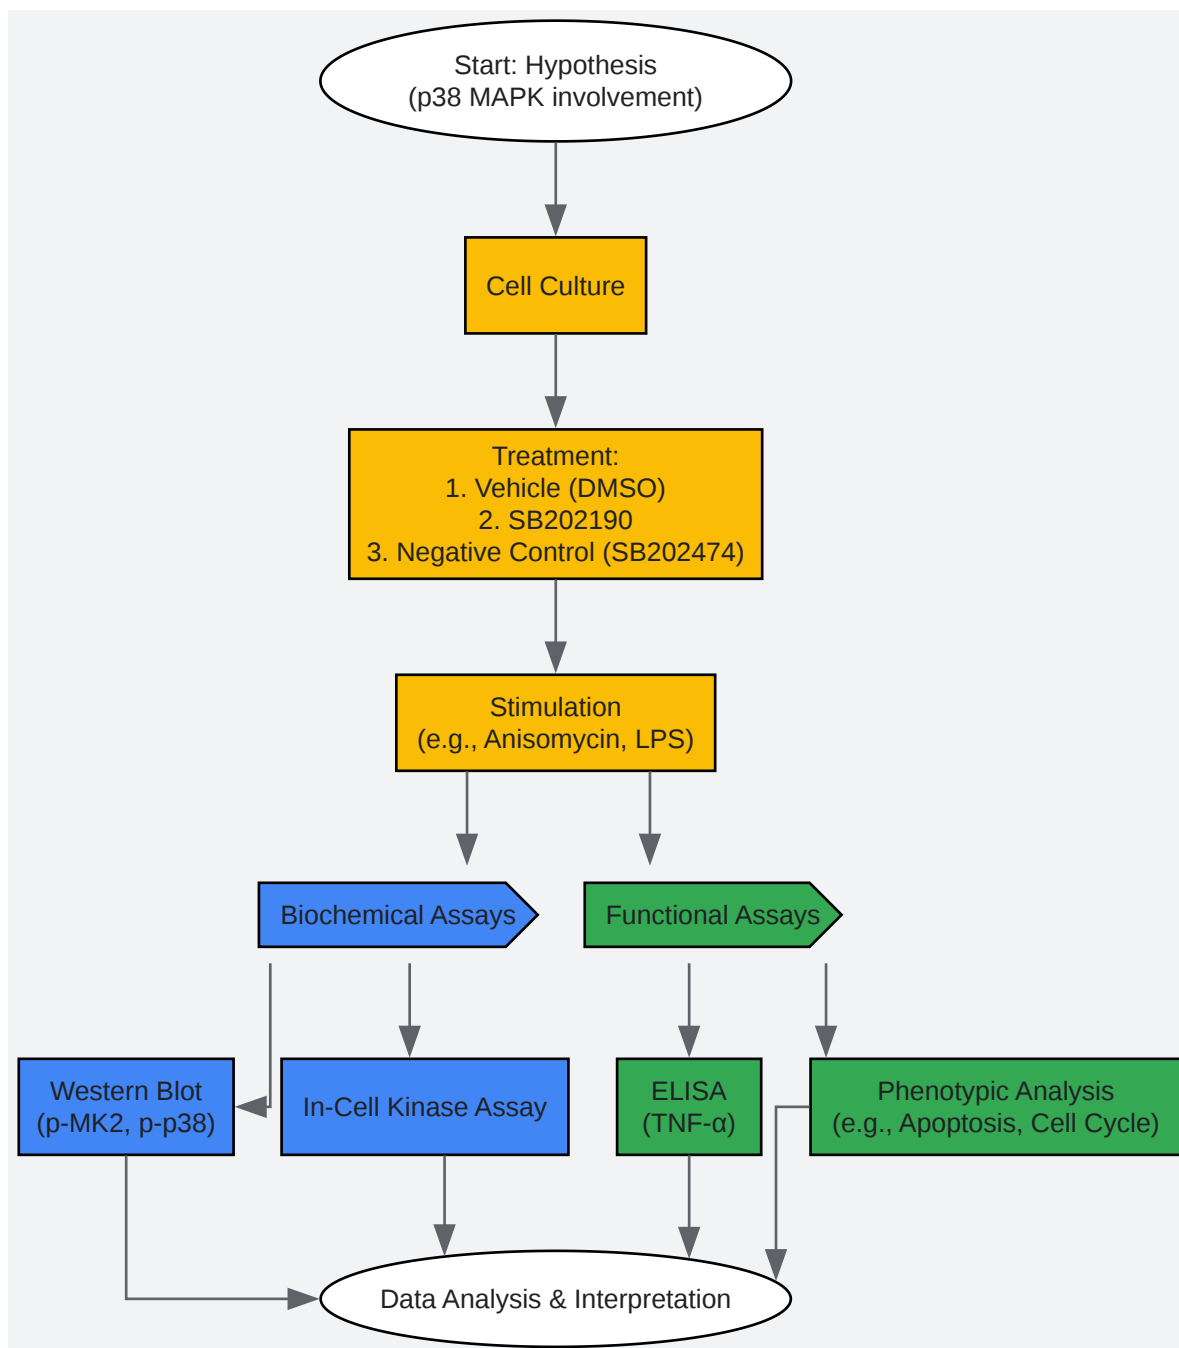 Start: Hypothesis
(p38 MAPK involvement)
Cell Culture
Treatment:
1. Vehicle (DMSO)
2. SB202190
3. Negative Control (SB202474)
Stimulation
(e.g., Anisomycin, LPS)
Biochemical Assays
Functional Assays
Western Blot
(p-MK2, p-p38)
In-Cell Kinase Assay
ELISA
(TNF-α)
Phenotypic Analysis
(e.g., Apoptosis, Cell Cycle)
Data Analysis & Interpretation